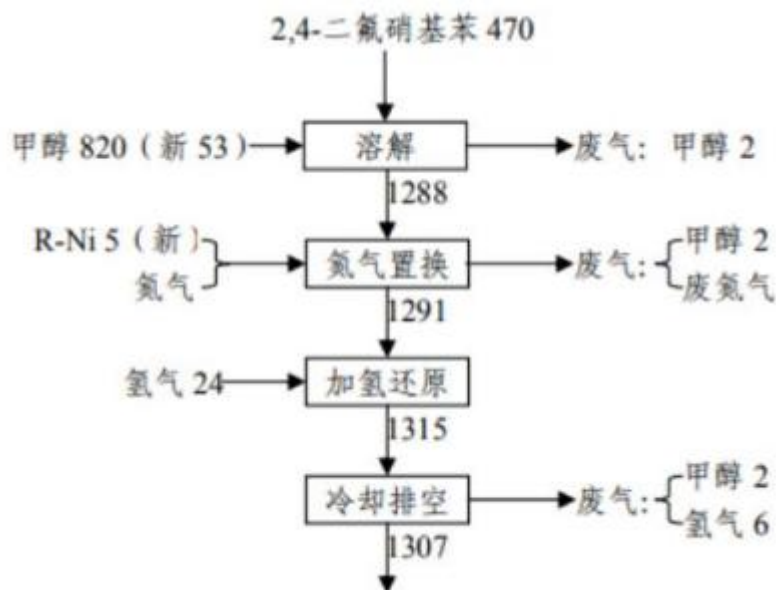 2,4-二氟硝基苯 470
甲醇 820（新 53） 溶解 废气：甲醇 2
1288
R-Ni 5（新）
氮气
氮气置换 废气：
甲醇 2
废氮气
1291
氢气 24 加氢还原
1315
冷却排空 废气：
甲醇 2
氢气 6
1307